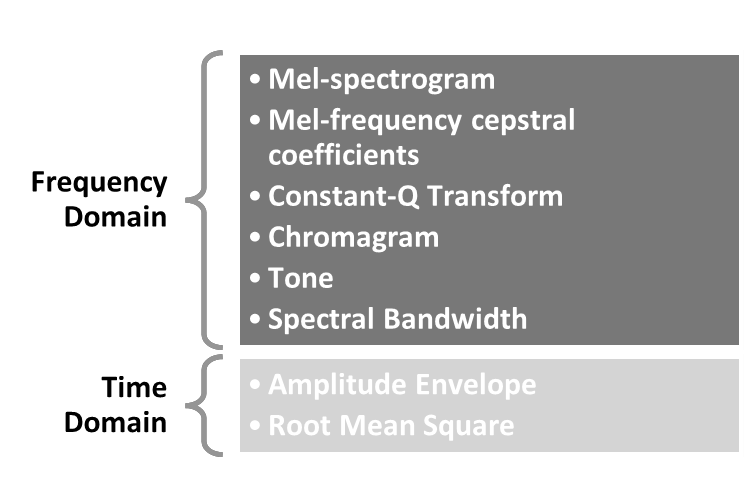 Frequency
Domain
• Mel-spectrogram
• Mel-frequency cepstral
coefficients
• Constant-Q Transform
• Chromagram
• Tone
• Spectral Bandwidth
Time
Domain
• Amplitude Envelope
• Root Mean Square